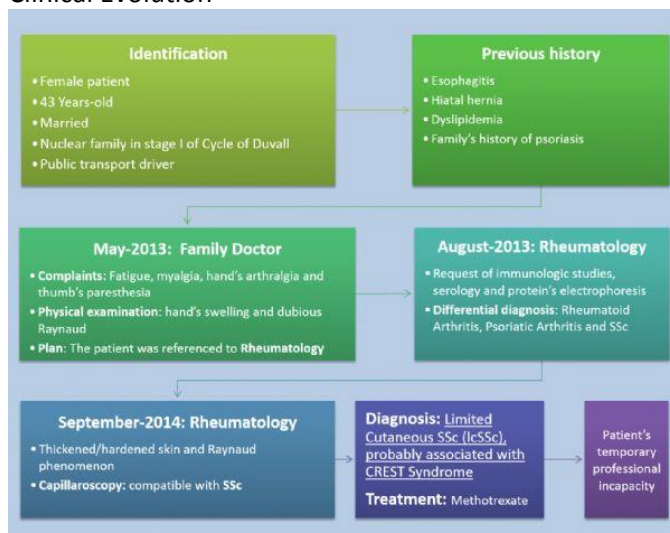 Clinical Evolution
Identification
• Female patient
• 43 Years-old
• Married
• Nuclear family in stage I of Cycle of Duvall
• Public transport driver
Previous history
• Esophagitis
• Hiatal hernia
• Dyslipidemia
• Family's history of psoriasis
May-2013: Family Doctor
• Complaints: Fatigue, myalgia, hand's arthralgia and
thumb's paresthesia
• Physical examination: hand's swelling and dubious
Raynaud
• Plan: The patient was referenced to Rheumatology
August-2013: Rheumatology
• Request of immunologic studies,
serology and protein's electrophoresis
• Differential diagnosis: Rheumatoid
Arthritis, Psoriatic Arthritis and SSc
September-2014: Rheumatology
• Thickened/hardened skin and Raynaud
phenomenon
• Capillaroscopy: compatible with SSc
Diagnosis: Limited
Cutaneous SSc (lcSSc),
probably associated with
CREST Syndrome
Treatment: Methotrexate
Patient's
temporary
professional
incapacity